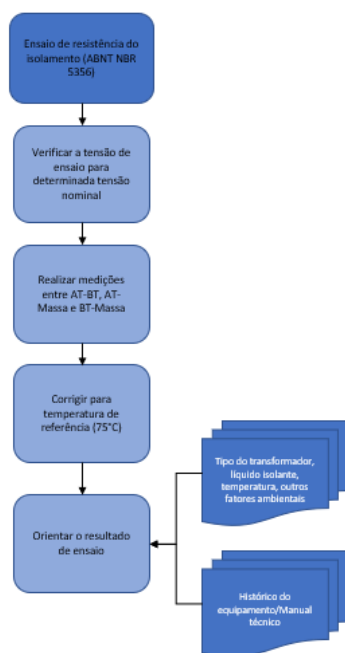 Ensaio de resistência do
isolamento (ABNT NBR
5356)
Verificar a tensão de
ensaio para
determinada tensão
nominal
Realizar medições
entre AT-BT, AT-
Massa e BT-Massa
Corrigir para
temperatura de
referência (75°C)
Tipo do transformador,
líquido isolante,
temperatura, outros
fatores ambientais
Orientar o resultado
de ensaio
Histórico do
equipamento/Manual
técnico